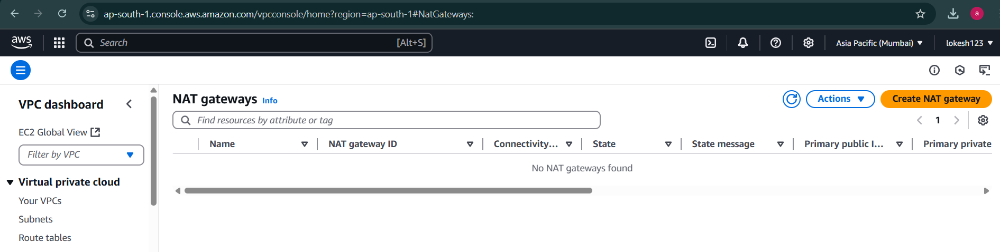 ap-south-1.console.aws.amazon.com/vpcconsole/home?region=ap-south-1#NatGateways:
a
aws
Search
[Alt+S]
Asia Pacific (Mumbai)
lokesh123
VPC dashboard
EC2 Global View
Filter by VPC
Virtual private cloud
Your VPCs
Subnets
Route tables
NAT gateways Info
Actions
Create NAT gateway
Find resources by attribute or tag
1
Name NAT gateway ID Connectivity... State State message Primary public I... Primary private
No NAT gateways found